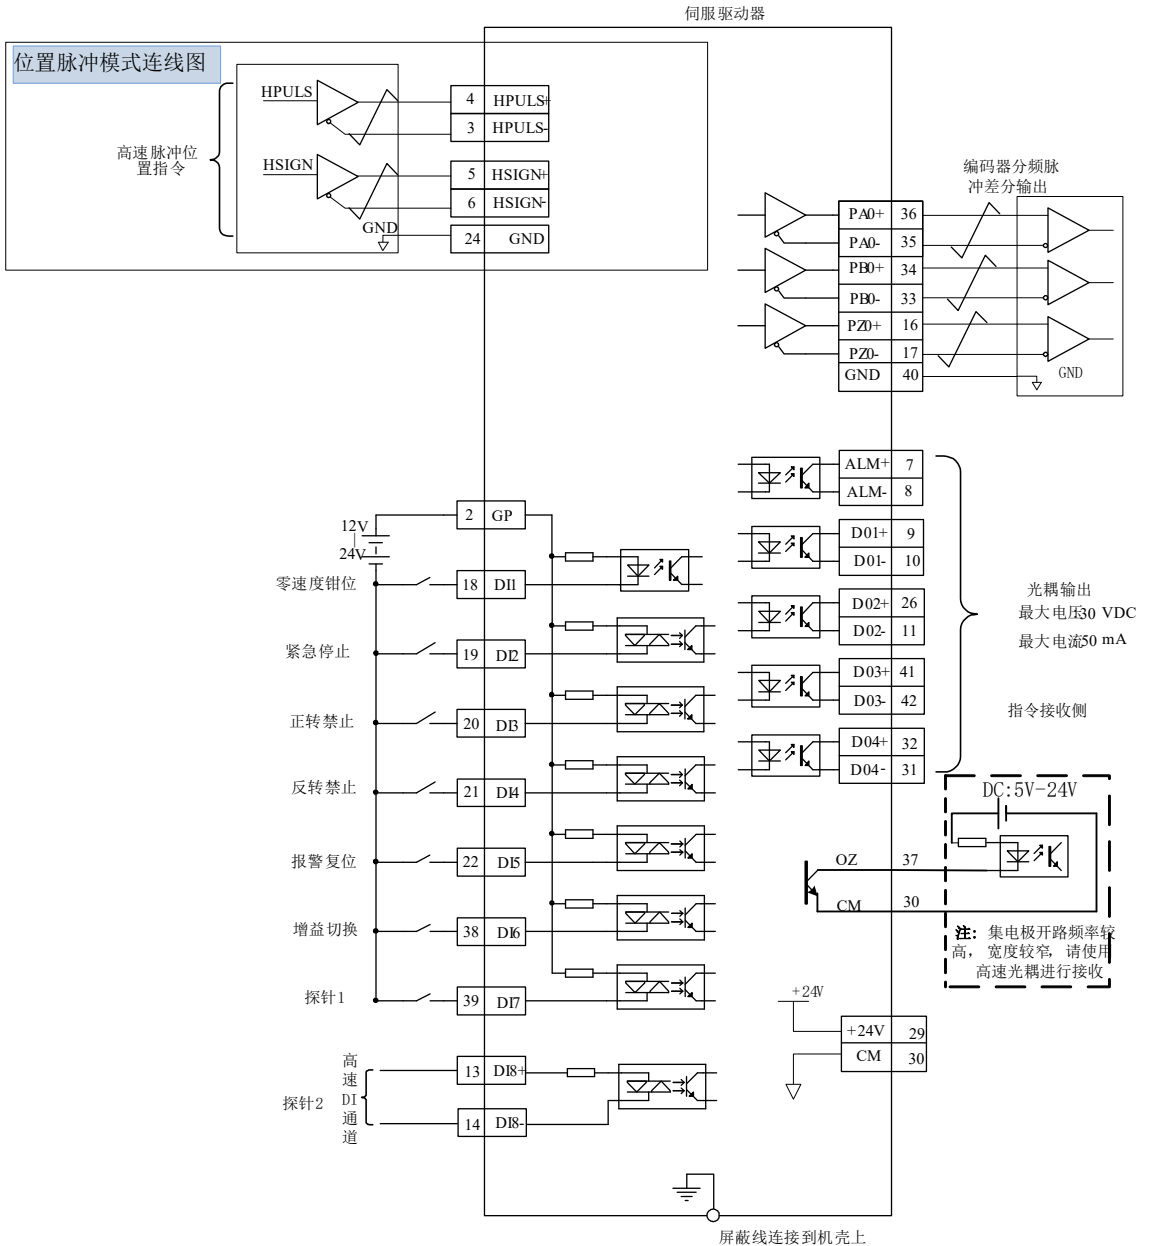 伺服驱动器
位置脉冲模式连线图
HPULS
4 HPULS+
3 HPULS-
高速脉冲位
置指令
HSIGN
5 HSIGN+
6 HSIGN-
GND
24 GND
编码器分频脉
冲差分输出
PA0+ 36
PA0- 35
PB0+ 34
PB0- 33
PZ0+ 16
PZ0- 17
GND 40
GND
ALM+ 7
ALM- 8
D01+ 9
D01- 10
D02+ 26
D02- 11
D03+ 41
D03- 42
D04+ 32
D04- 31
光耦输出
最大电压30 VDC
最大电流50 mA
指令接收侧
2 GP
12V
24V
零速度钳位
18 DI1
紧急停止
19 DI2
正转禁止
20 DI3
反转禁止
21 DI4
报警复位
22 DI5
增益切换
38 DI6
探针1
39 DI7
高速DI通道
探针2
13 DI8+
14 DI8-
DC:5V-24V
OZ 37
CM 30
注: 集电极开路频率较
高, 宽度较窄, 请使用
高速光耦进行接收
+24V
+24V 29
CM 30
屏蔽线连接到机壳上